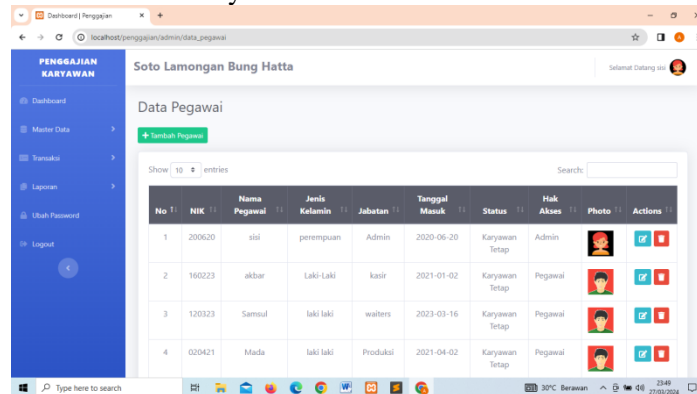 Dashboard | Penggajian
localhost/penggajian/admin/data_pegawai
PENGGAJIAN
KARYAWAN
Soto Lamongan Bung Hatta
Selamat Datang sisi
Dashboard
Master Data
Transaksi
Laporan
Ubah Password
Logout
Data Pegawai
+ Tambah Pegawai
Show 10 entries
Search:
No NIK Nama Pegawai Jenis Kelamin Jabatan Tanggal Masuk Status Hak Akses Photo Actions
1 200620 sisi perempuan Admin 2020-06-20 Karyawan Tetap Admin
2 160223 akbar Laki-Laki kasir 2021-01-02 Karyawan Tetap Pegawai
3 120323 Samsul laki laki waiters 2023-03-16 Karyawan Tetap Pegawai
4 020421 Mada laki laki Produksi 2021-04-02 Karyawan Tetap Pegawai
Type here to search
30°C Berawan
23:49
27/03/2024